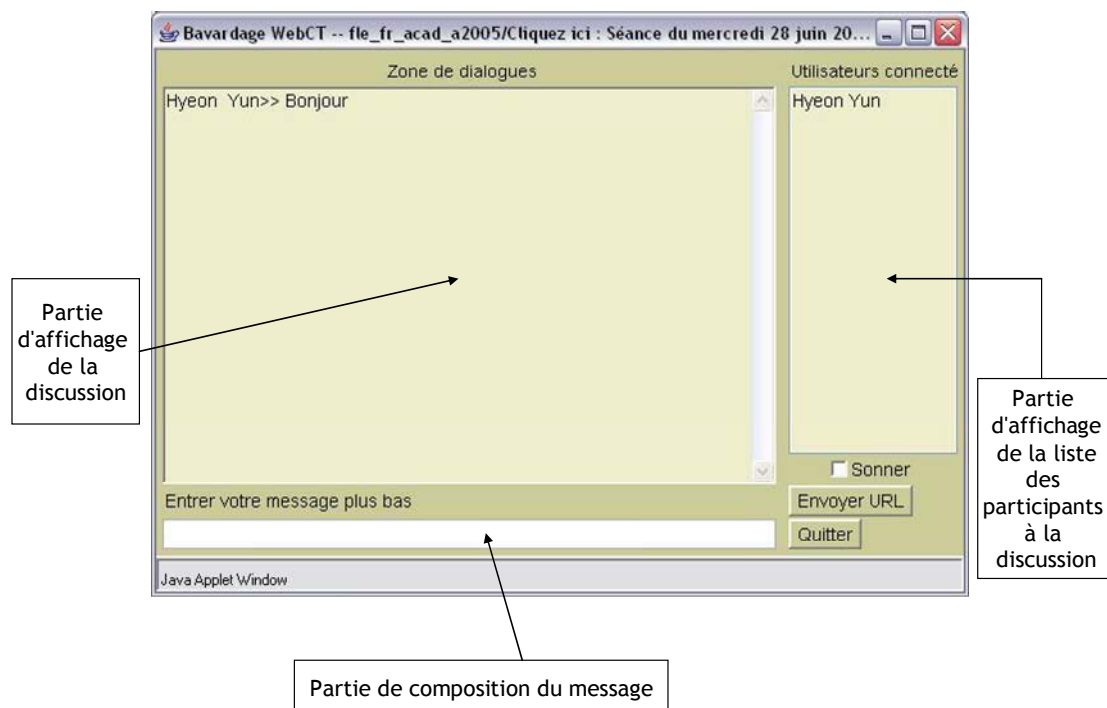 Bavardage WebCT -- fle_fr_acad_a2005/Cliquez ici : Séance du mercredi 28 juin 20...
Zone de dialogues
Utilisateurs connecté
Hyeon Yun>> Bonjour
Hyeon Yun
Partie
d'affichage
de la
discussion
Partie
d'affichage
de la liste
des
participants
à la
discussion
Sonner
Entrer votre message plus bas
Envoyer URL
Quitter
Java Applet Window
Partie de composition du message